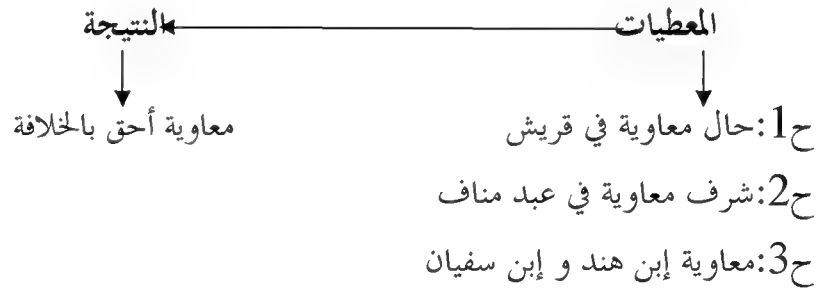 المعطيات النتيجة
ح1:حال معاوية في قريش معاوية أحق بالخلافة
ح2:شرف معاوية في عبد مناف
ح3:معاوية إبن هند و إبن سفيان